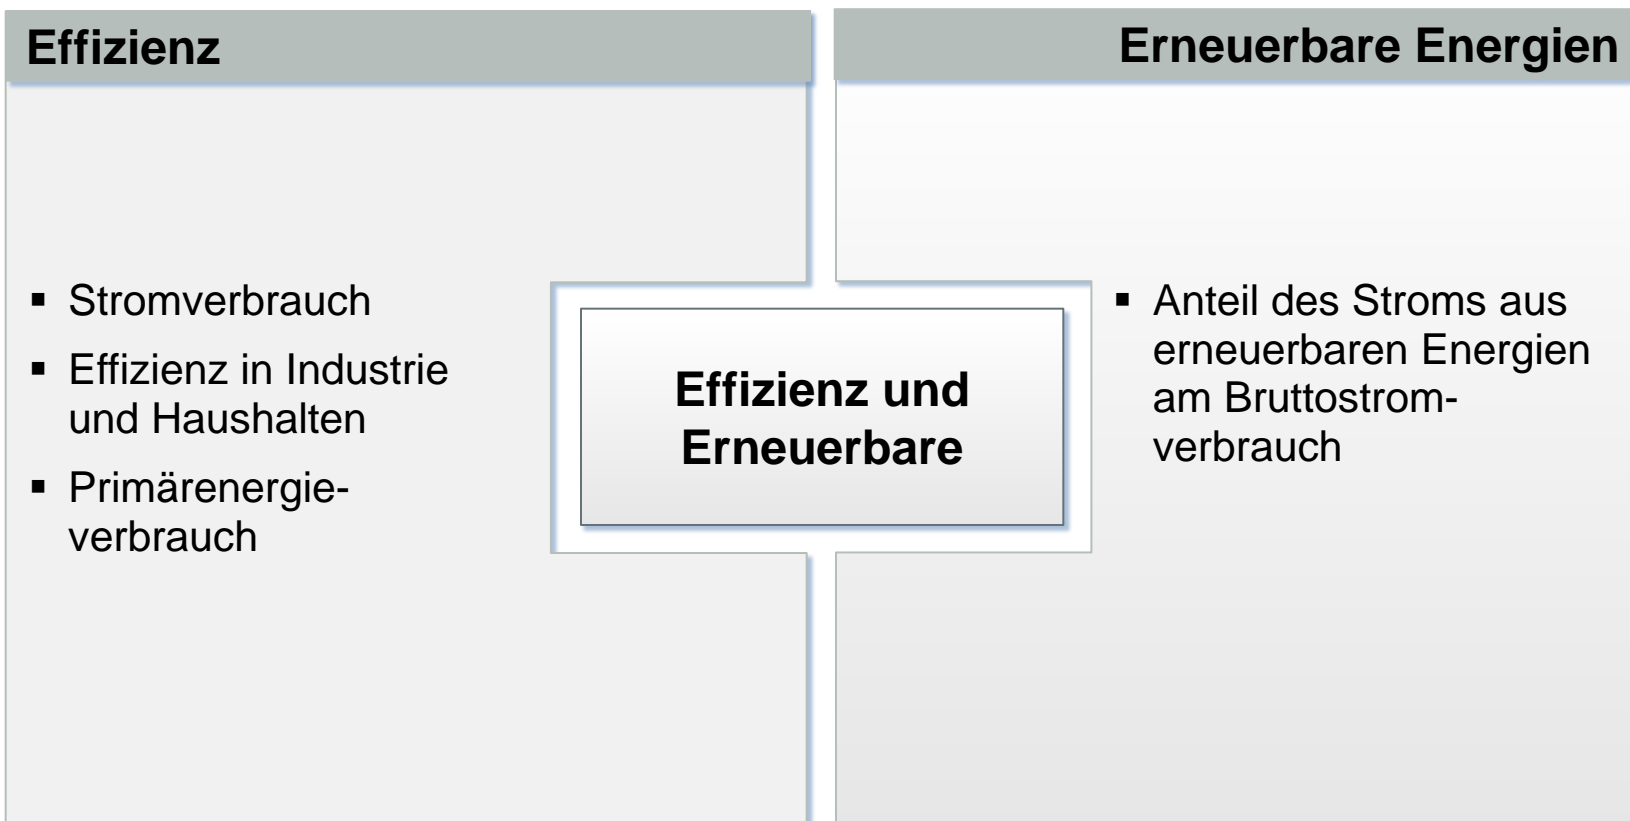 Effizienz
Erneuerbare Energien
▪ Stromverbrauch
▪ Effizienz in Industrie
und Haushalten
▪ Primärenergie-
verbrauch
Effizienz und
Erneuerbare
▪ Anteil des Stroms aus
erneuerbaren Energien
am Bruttostrom-
verbrauch